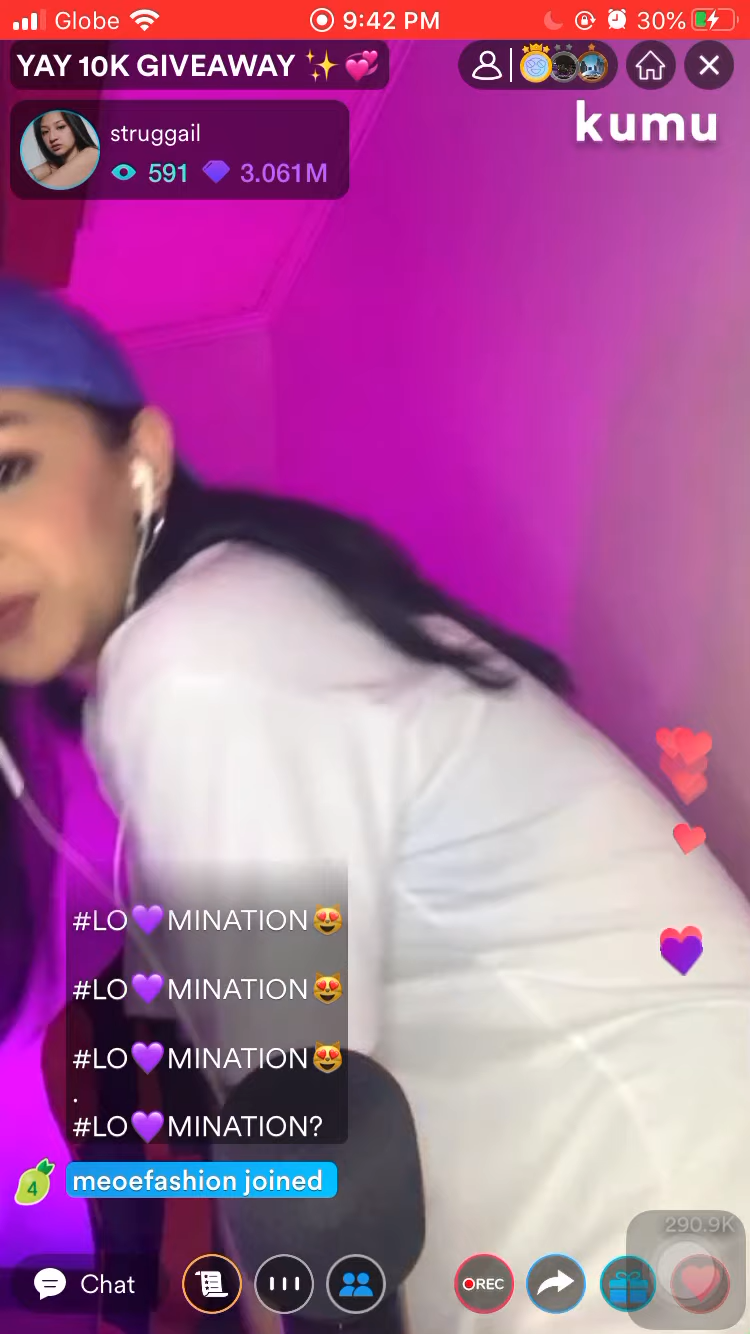 Globe 9:42 PM 30%
YAY 10K GIVEAWAY ✨💞
kumu
struggail
591 3.061M
#LO💜MINATION😻
#LO💜MINATION😻
#LO💜MINATION😻
.
#LO💜MINATION?
4 meoefashion joined
290.9K
Chat REC